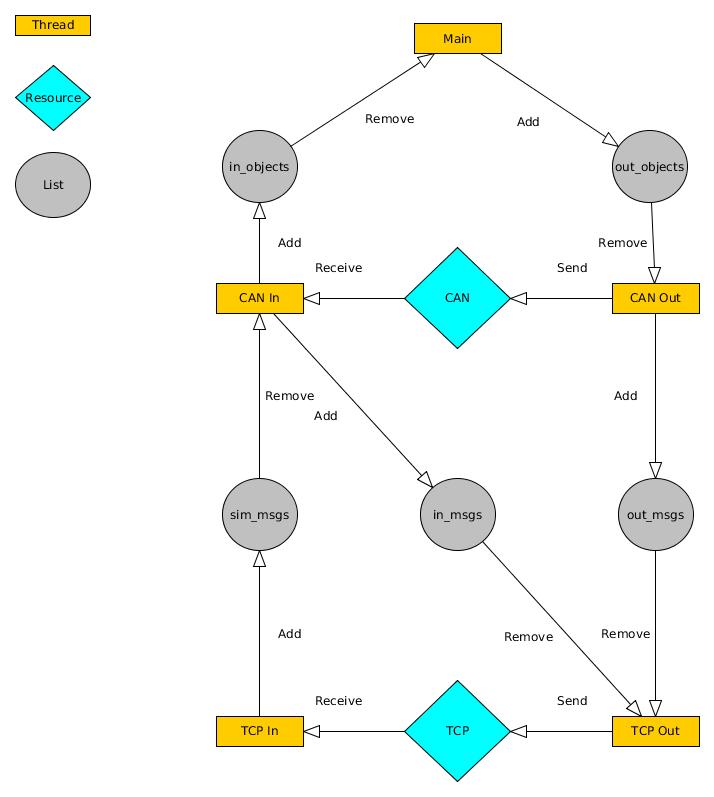 Thread
Main
Resource
Remove
Add
in_objects
out_objects
List
Add
Remove
Receive
Send
CAN In
CAN
CAN Out
Remove
Add
Add
sim_msgs
in_msgs
out_msgs
Add
Remove
Remove
Receive
Send
TCP In
TCP
TCP Out